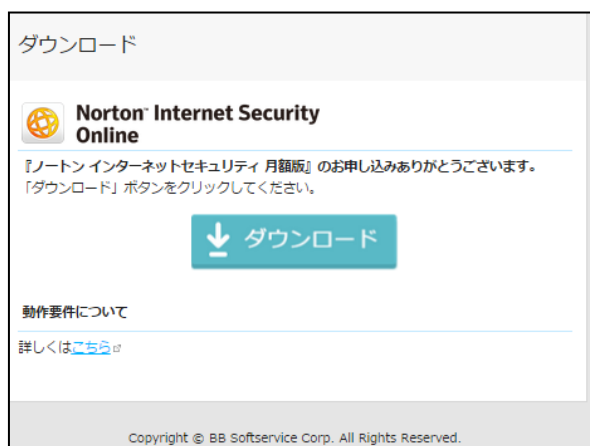 ダウンロード
Norton™ Internet Security
Online
『ノートン インターネットセキュリティ 月額版』のお申し込みありがとうございます。
「ダウンロード」ボタンをクリックしてください。
ダウンロード
動作要件について
詳しくはこちら
Copyright © BB Softservice Corp. All Rights Reserved.